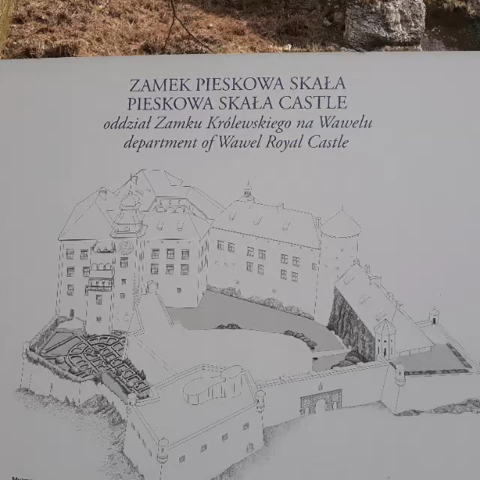 ZAMEK PIESKOWA SKAŁA
PIESKOWA SKAŁA CASTLE
oddział Zamku Królewskiego na Wawelu
department of Wawel Royal Castle